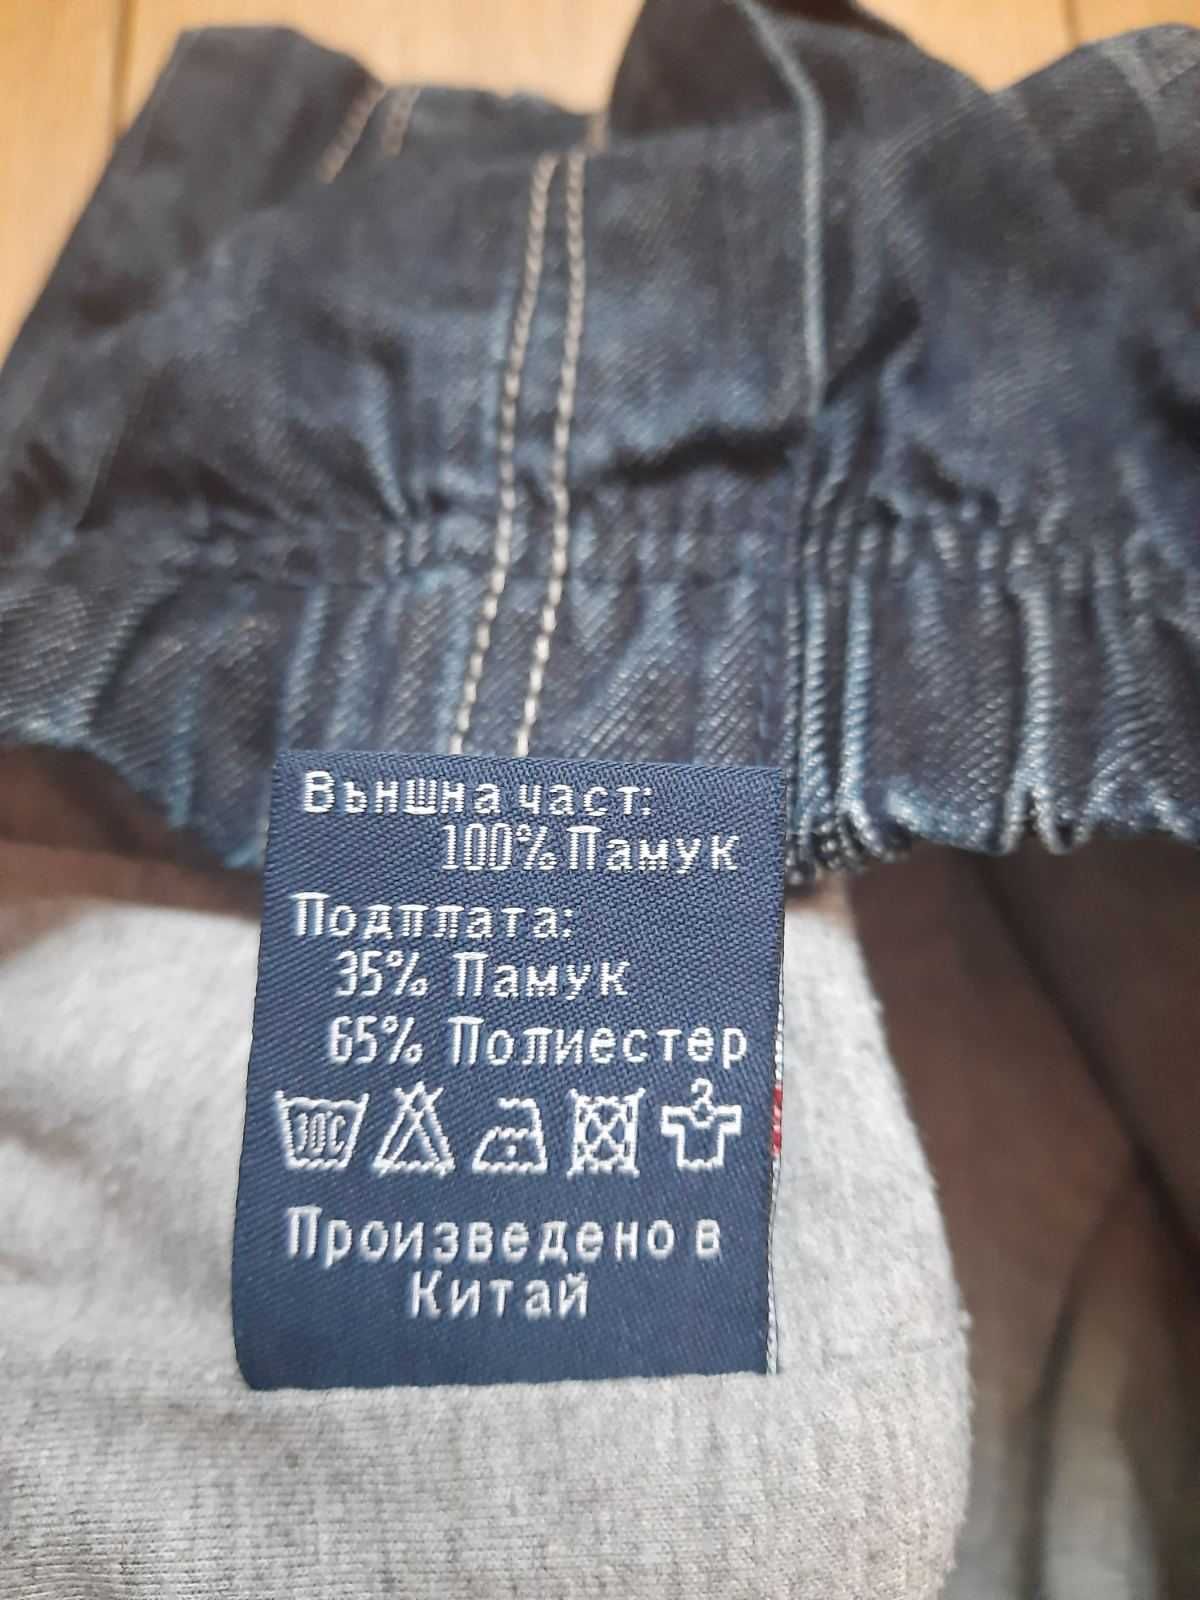 Външна част:
100% Памук
Подплата:
35% Памук
65% Полиестер
30C
Произведено в
Китай